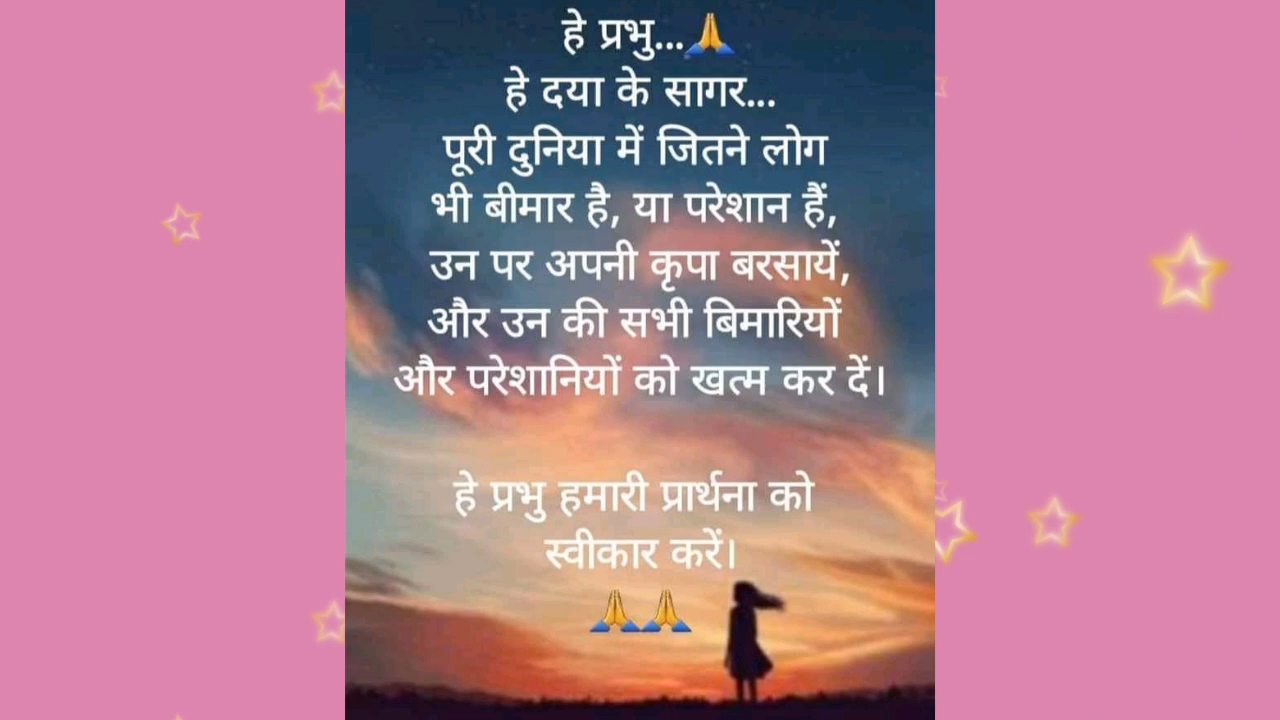 हे प्रभु...🙏
हे दया के सागर...
पूरी दुनिया में जितने लोग
भी बीमार है, या परेशान हैं,
उन पर अपनी कृपा बरसायें,
और उन की सभी बिमारियों
और परेशानियों को खत्म कर दें।
हे प्रभु हमारी प्रार्थना को
स्वीकार करें।
🙏🙏